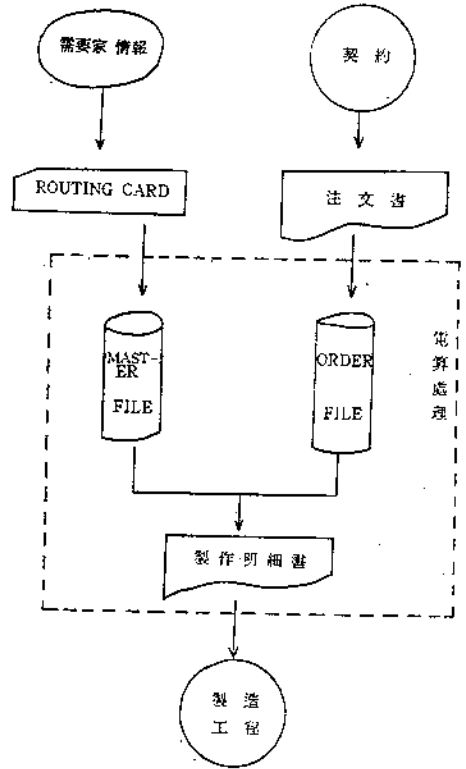 需要家 情報
契 約
ROUTING CARD
注 文 書
電算處理
MAST-
ER
FILE
ORDER
FILE
製 作 明 細 書
製 造
工 程